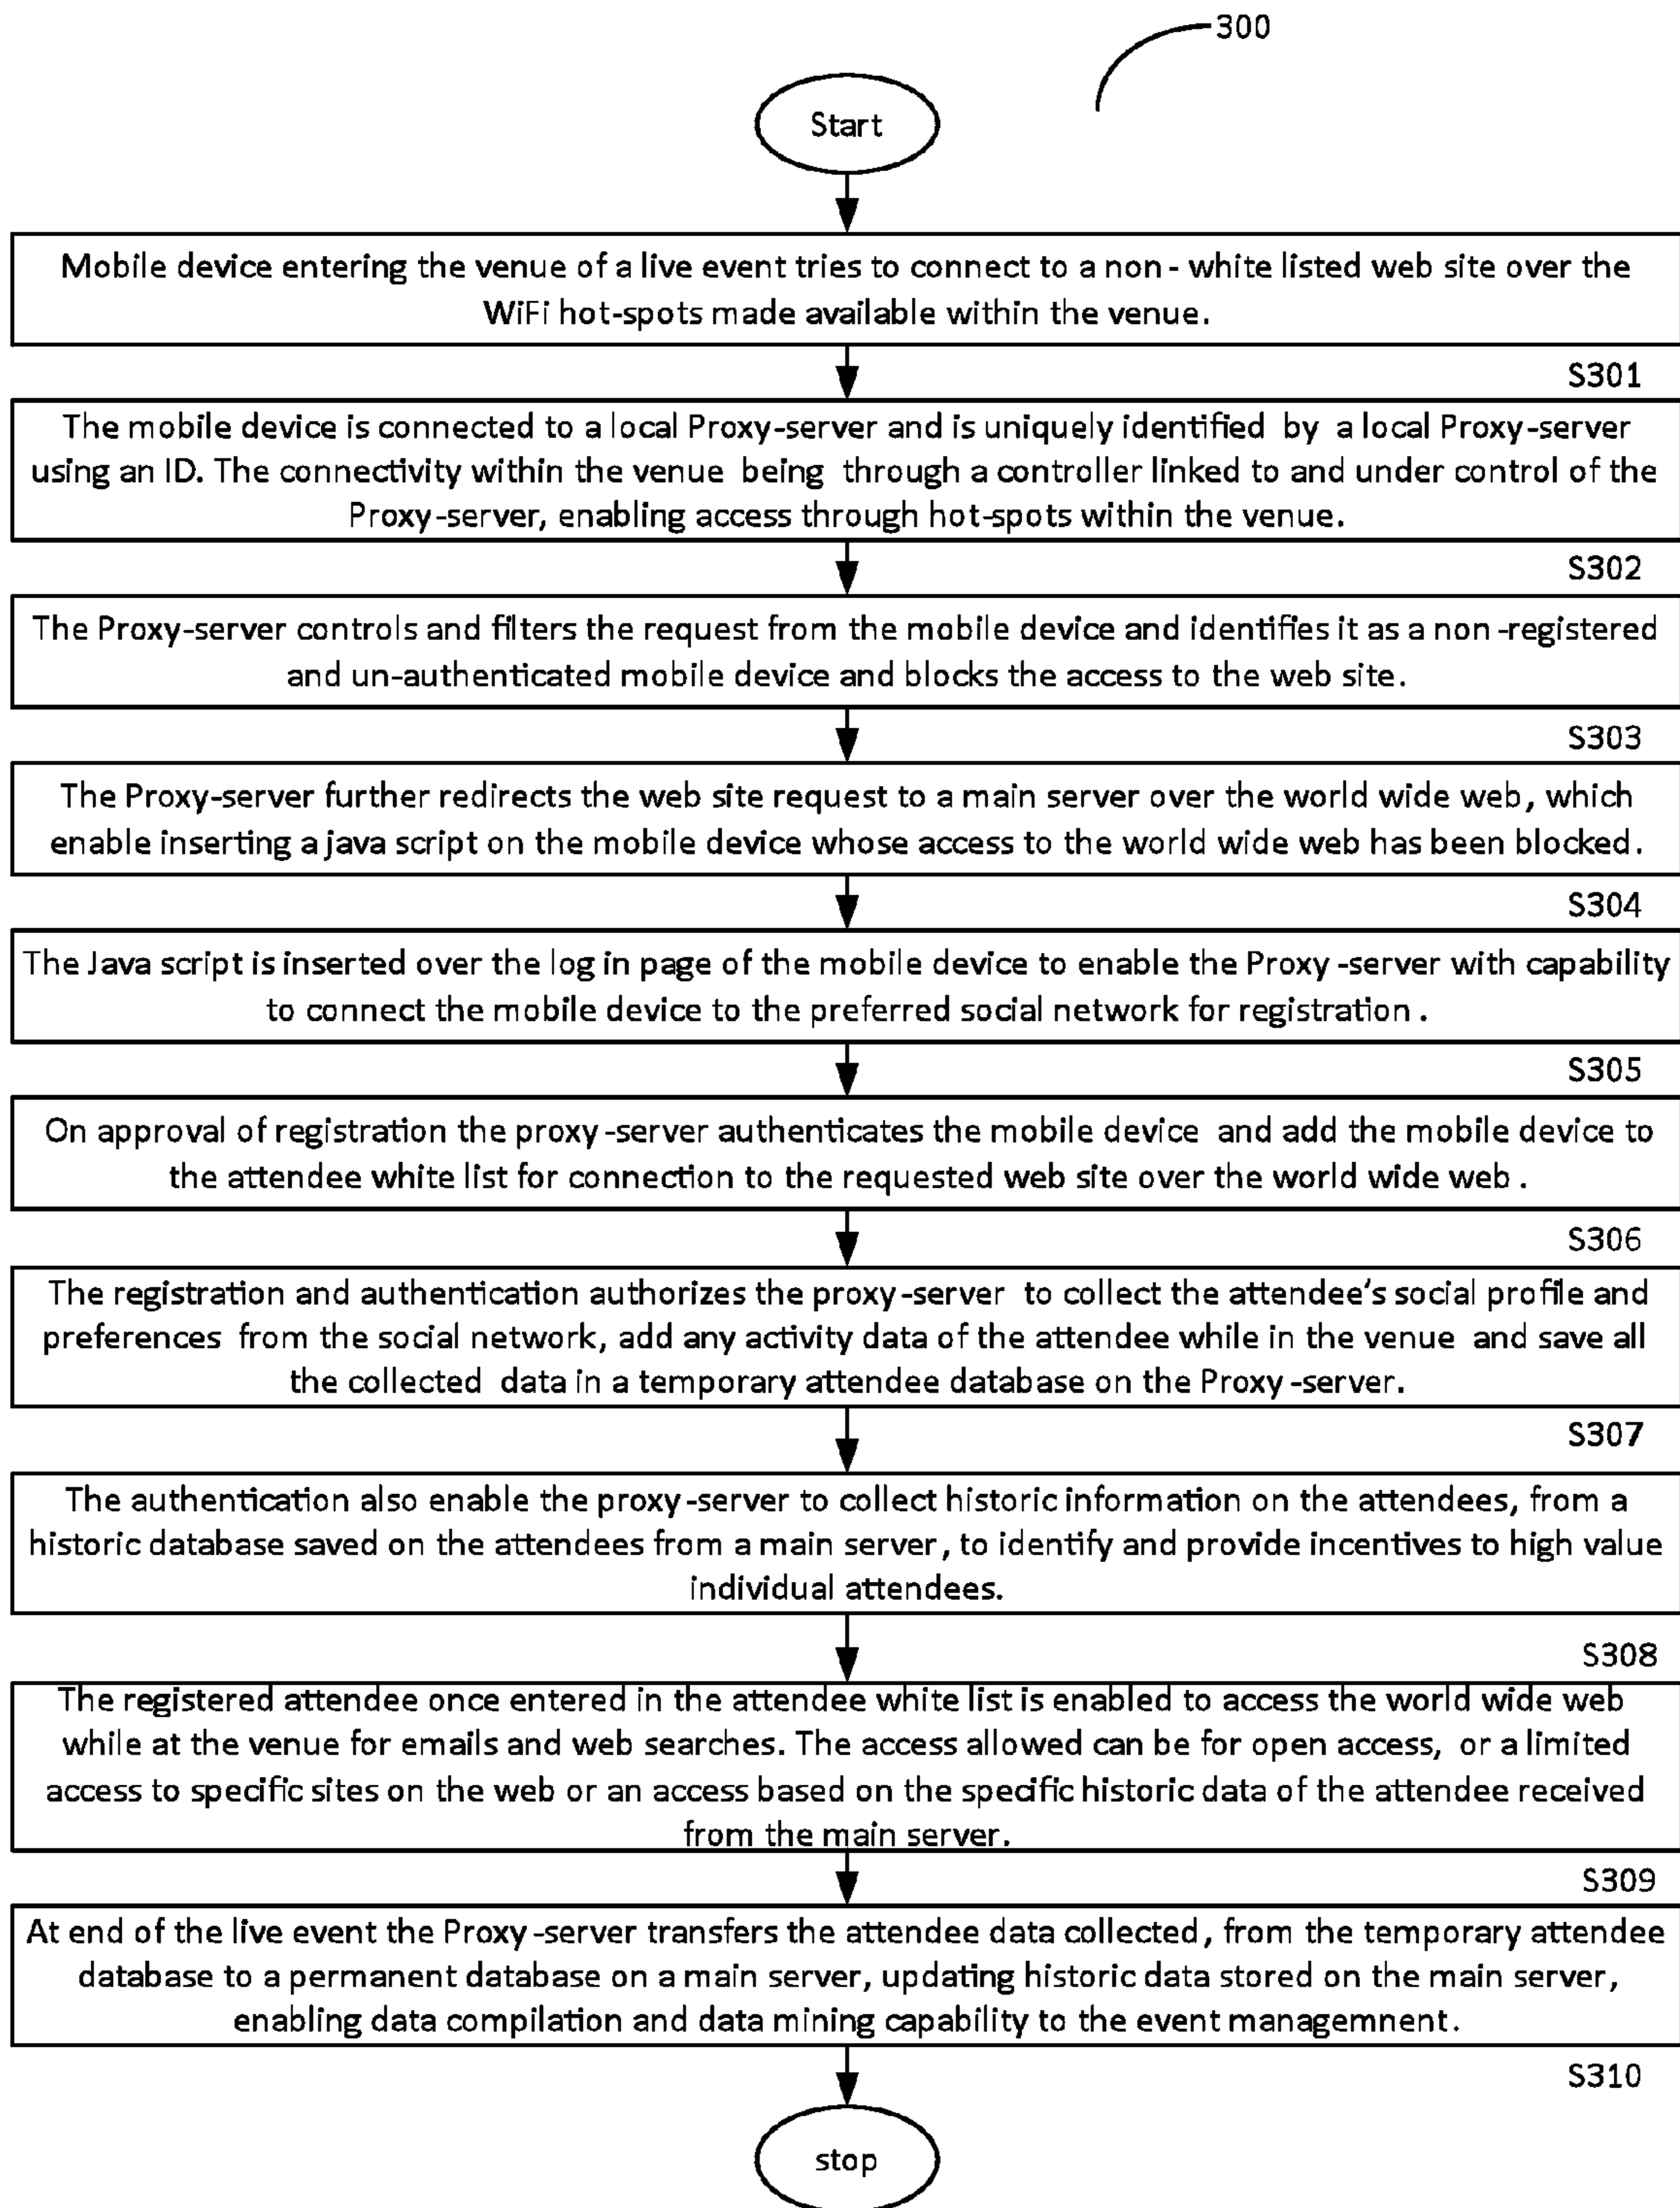 300
Start
Mobile device entering the venue of a live event tries to connect to a non - white listed web site over the
WiFi hot-spots made available within the venue.
S301
The mobile device is connected to a local Proxy-server and is uniquely identified by a local Proxy-server
using an ID. The connectivity within the venue being through a controller linked to and under control of the
Proxy-server, enabling access through hot-spots within the venue.
S302
The Proxy-server controls and filters the request from the mobile device and identifies it as a non -registered
and un-authenticated mobile device and blocks the access to the web site.
S303
The Proxy-server further redirects the web site request to a main server over the world wide web, which
enable inserting a java script on the mobile device whose access to the world wide web has been blocked.
S304
The Java script is inserted over the log in page of the mobile device to enable the Proxy -server with capability
to connect the mobile device to the preferred social network for registration .
S305
On approval of registration the proxy -server authenticates the mobile device and add the mobile device to
the attendee white list for connection to the requested web site over the world wide web .
S306
The registration and authentication authorizes the proxy -server to collect the attendee's social profile and
preferences from the social network, add any activity data of the attendee while in the venue and save all
the collected data in a temporary attendee database on the Proxy -server.
S307
The authentication also enable the proxy -server to collect historic information on the attendees, from a
historic database saved on the attendees from a main server, to identify and provide incentives to high value
individual attendees.
S308
The registered attendee once entered in the attendee white list is enabled to access the world wide web
while at the venue for emails and web searches. The access allowed can be for open access, or a limited
access to specific sites on the web or an access based on the specific historic data of the attendee received
from the main server.
S309
At end of the live event the Proxy -server transfers the attendee data collected, from the temporary attendee
database to a permanent database on a main server, updating historic data stored on the main server,
enabling data compilation and data mining capability to the event managemnent.
S310
stop